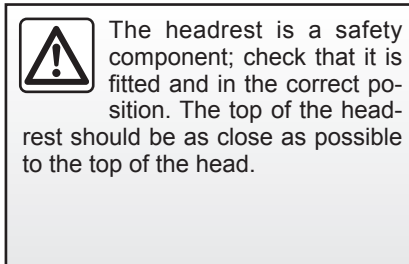 The headrest is a safety
component; check that it is
fitted and in the correct po-
sition. The top of the head-
rest should be as close as possible
to the top of the head.